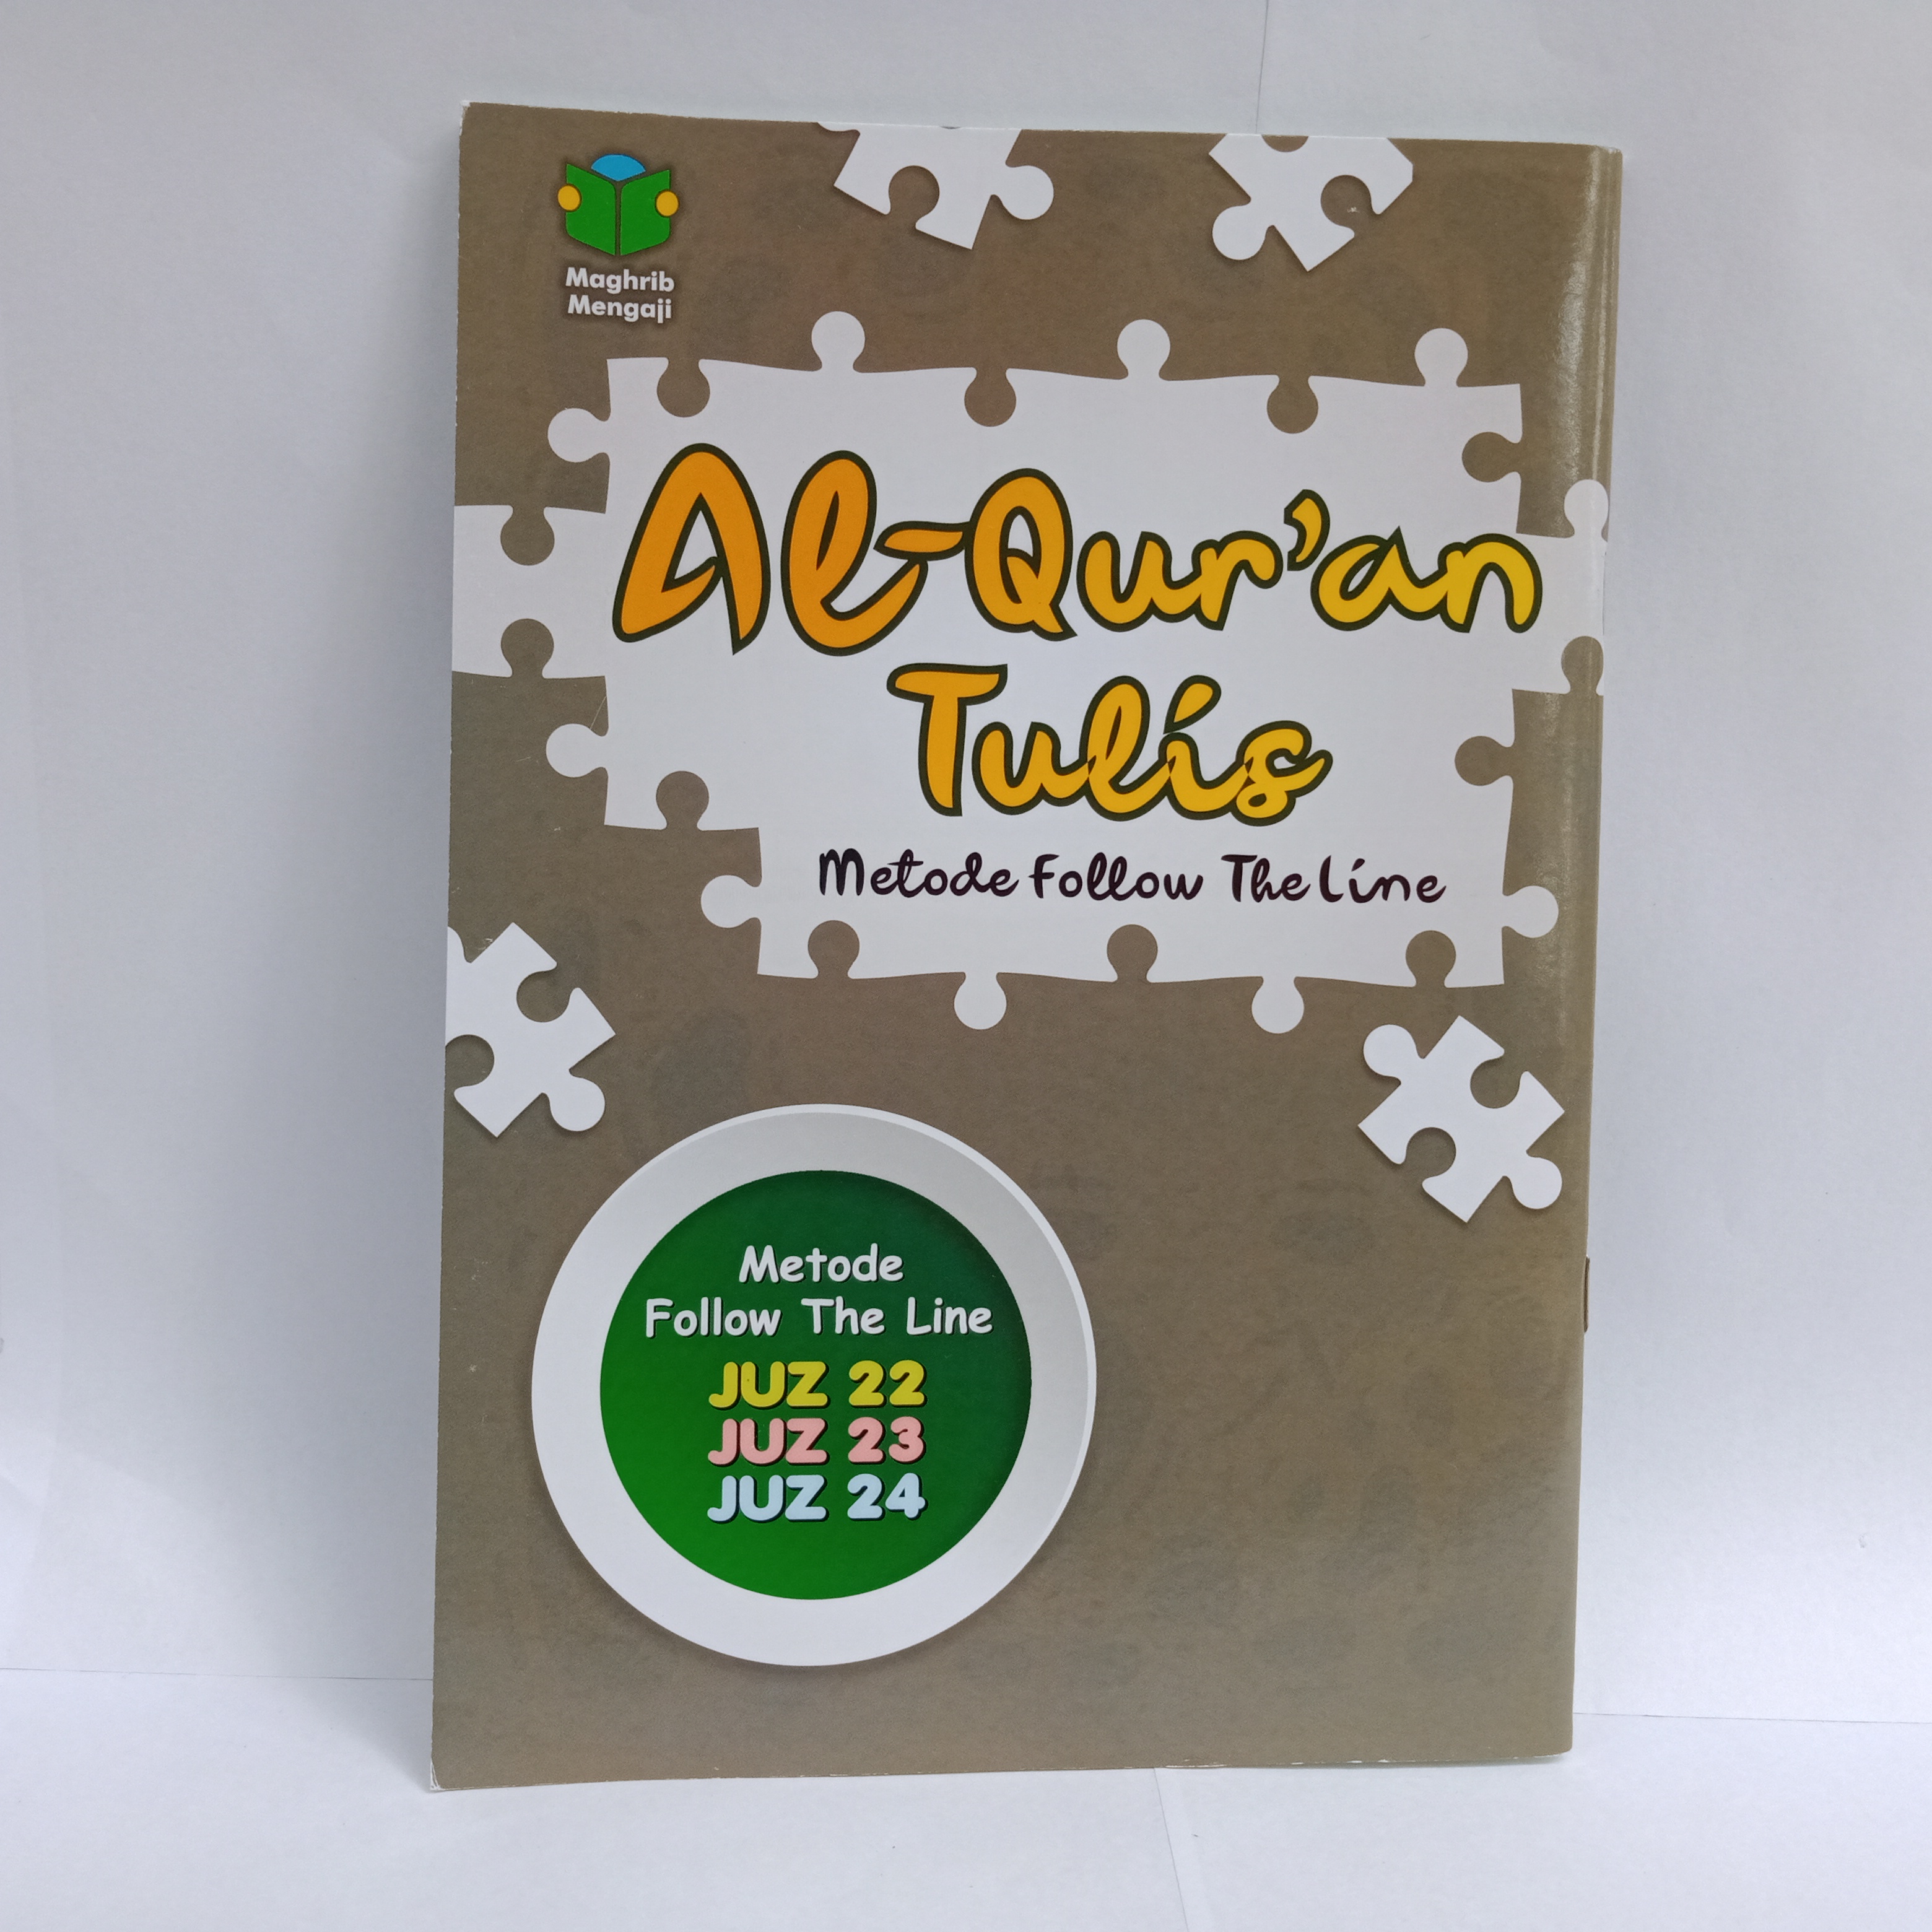 Maghrib
Mengaji
Al-Qur'an
Tulis
Metode Follow The Line
Metode
Follow The Line
JUZ 22
JUZ 23
JUZ 24